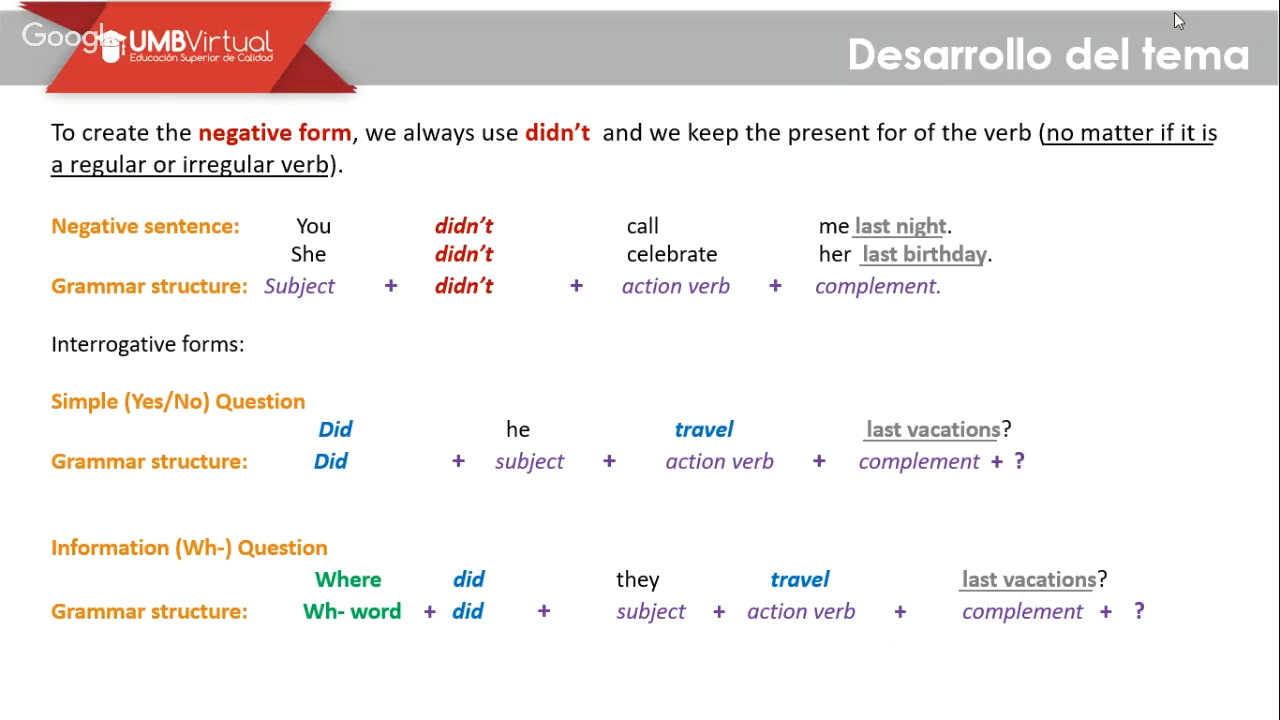 Google
UMBVirtual
Educación Superior de Calidad
Desarrollo del tema
To create the negative form, we always use didn’t and we keep the present for of the verb (no matter if it is
a regular or irregular verb).
Negative sentence: You didn’t call me last night.
She didn’t celebrate her last birthday.
Grammar structure: Subject + didn’t + action verb + complement.
Interrogative forms:
Simple (Yes/No) Question
Did he travel last vacations?
Grammar structure: Did + subject + action verb + complement + ?
Information (Wh-) Question
Where did they travel last vacations?
Grammar structure: Wh- word + did + subject + action verb + complement + ?